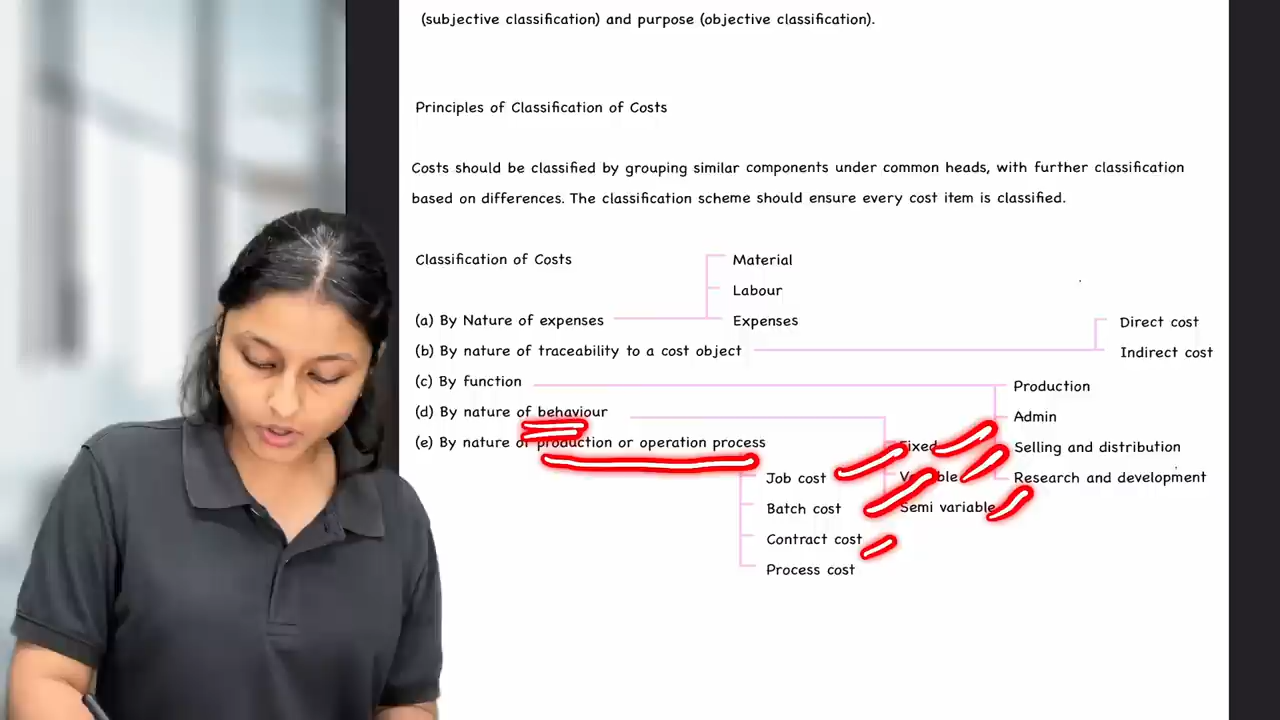 (subjective classification) and purpose (objective classification).
Principles of Classification of Costs
Costs should be classified by grouping similar components under common heads, with further classification
based on differences. The classification scheme should ensure every cost item is classified.
Classification of Costs
Material
Labour
(a) By Nature of expenses
Expenses
Direct cost
(b) By nature of traceability to a cost object
Indirect cost
(c) By function
Production
(d) By nature of behaviour
Admin
(e) By nature of production or operation process
Fixed
Selling and distribution
Job cost
Variable
Research and development
Batch cost
Semi variable
Contract cost
Process cost